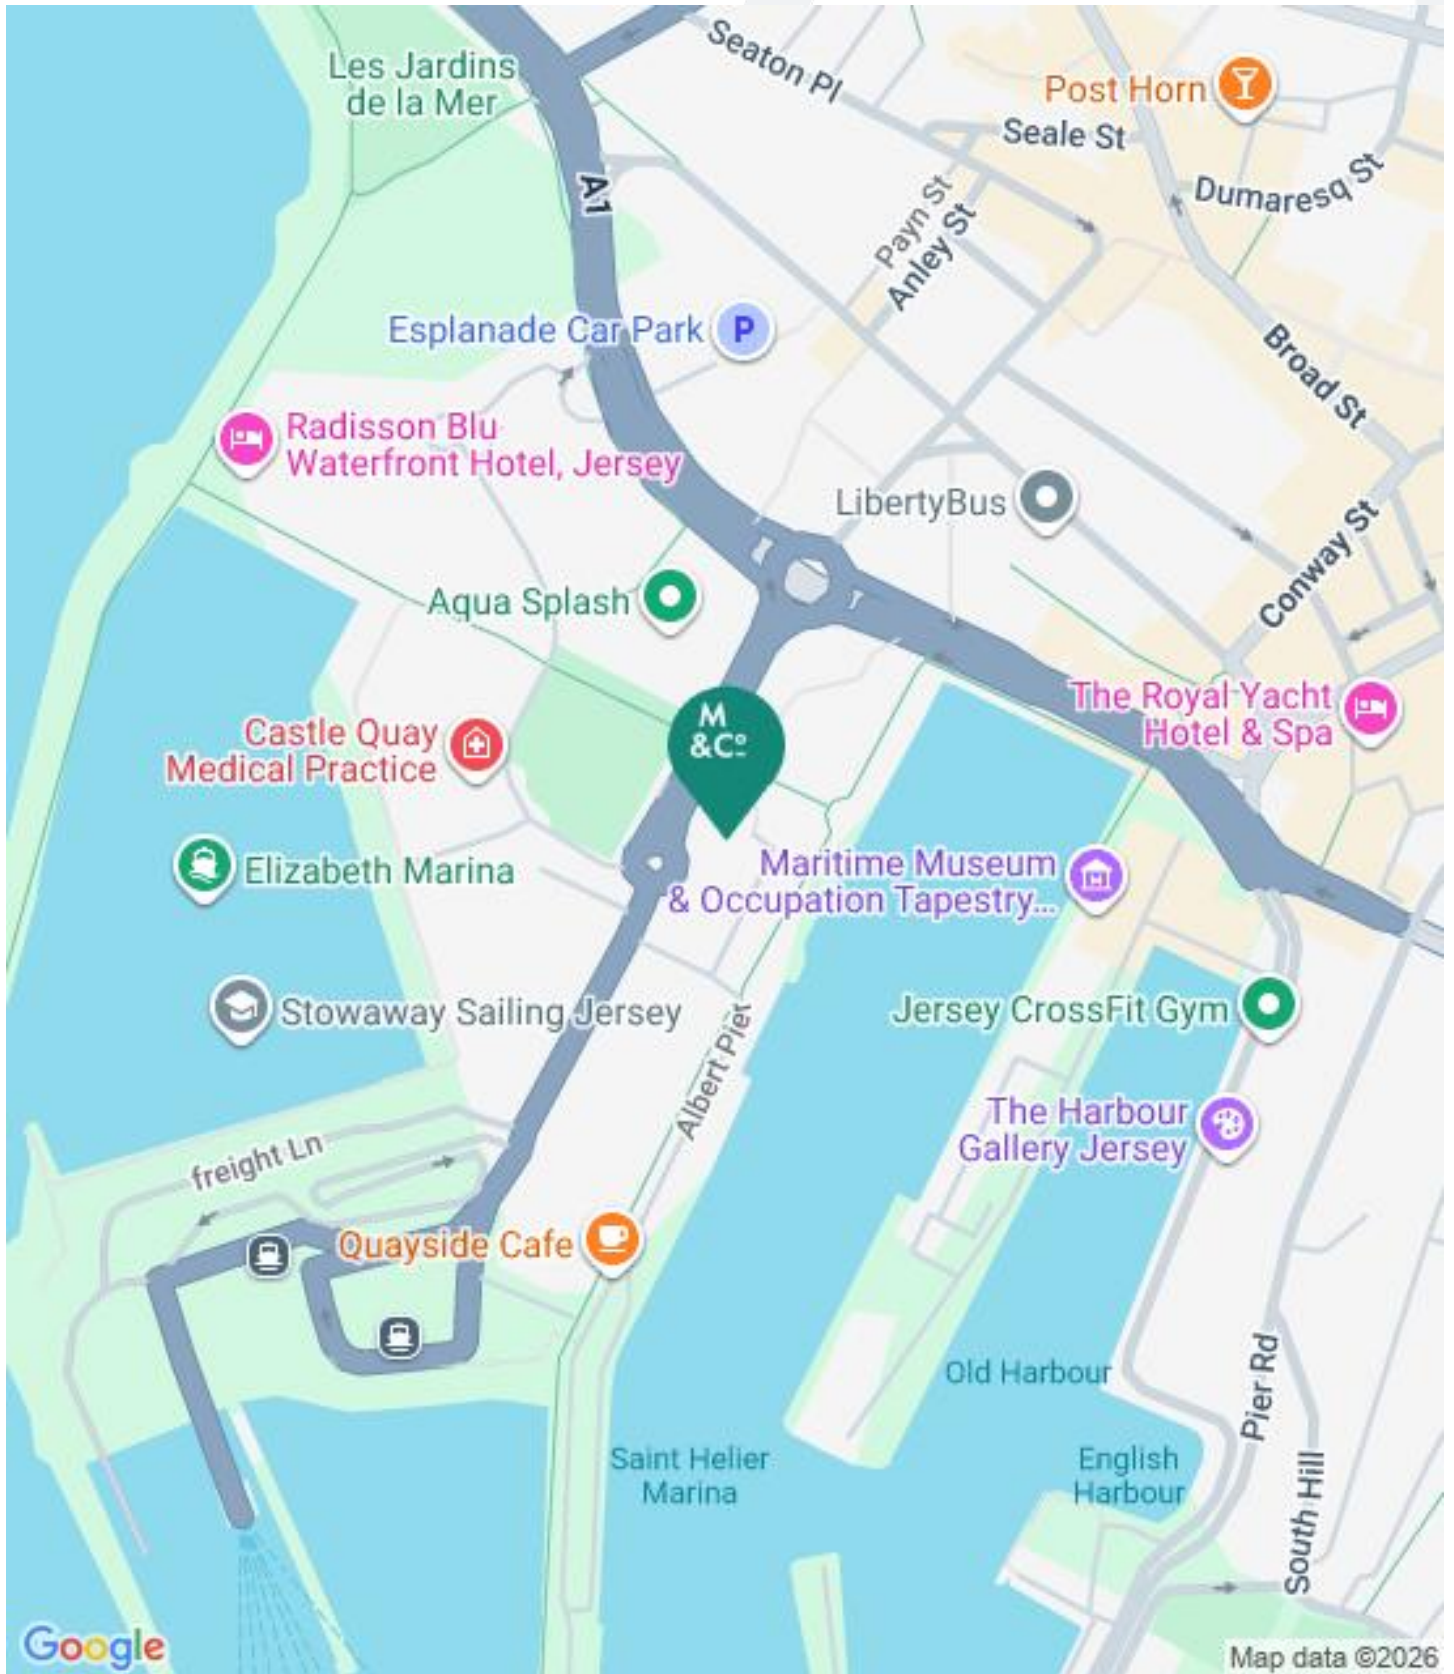 Les Jardins
de la Mer
Seaton Pl
Post Horn
Seale St
Dumaresq St
A1
Payn St
Anley St
Esplanade Car Park
P
Broad St
Radisson Blu
Waterfront Hotel, Jersey
LibertyBus
Conway St
Aqua Splash
The Royal Yacht
Hotel & Spa
M
&Cº
Castle Quay
Medical Practice
Elizabeth Marina
Maritime Museum
& Occupation Tapestry...
Stowaway Sailing Jersey
Jersey CrossFit Gym
Albert Pier
The Harbour
Gallery Jersey
freight Ln
Quayside Cafe
Old Harbour
Pier Rd
Saint Helier
Marina
English
Harbour
South Hill
Google
Map data ©2026